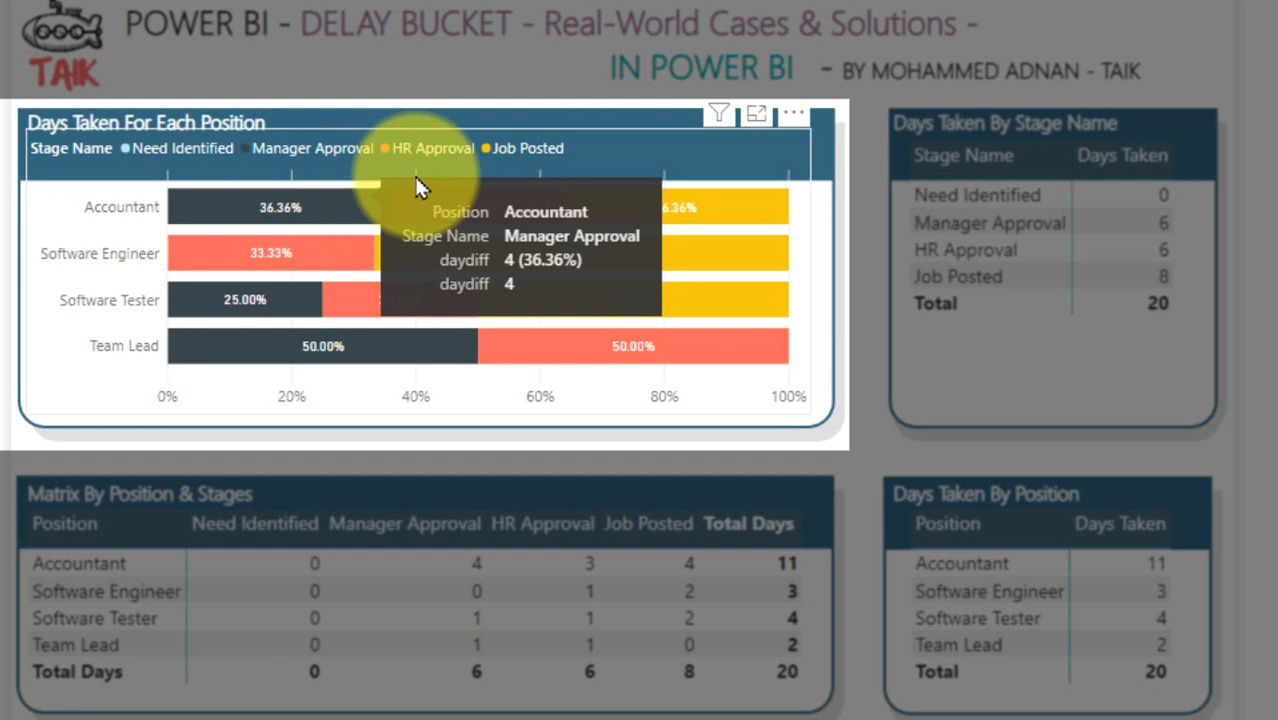 POWER BI - DELAY BUCKET - Real-World Cases & Solutions -
IN POWER BI - BY MOHAMMED ADNAN - TAIK
TAIK
Days Taken For Each Position
Stage Name Need Identified Manager Approval HR Approval Job Posted
Accountant 36.36% 6.36%
Software Engineer 33.33%
Software Tester 25.00%
Team Lead 50.00% 50.00%
0% 20% 40% 60% 80% 100%
Position Accountant
Stage Name Manager Approval
daydiff 4 (36.36%)
daydiff 4
Days Taken By Stage Name
Stage Name Days Taken
Need Identified 0
Manager Approval 6
HR Approval 6
Job Posted 8
Total 20
Matrix By Position & Stages
Position Need Identified Manager Approval HR Approval Job Posted Total Days
Accountant 0 4 3 4 11
Software Engineer 0 0 1 2 3
Software Tester 0 1 1 2 4
Team Lead 0 1 1 0 2
Total Days 0 6 6 8 20
Days Taken By Position
Position Days Taken
Accountant 11
Software Engineer 3
Software Tester 4
Team Lead 2
Total 20